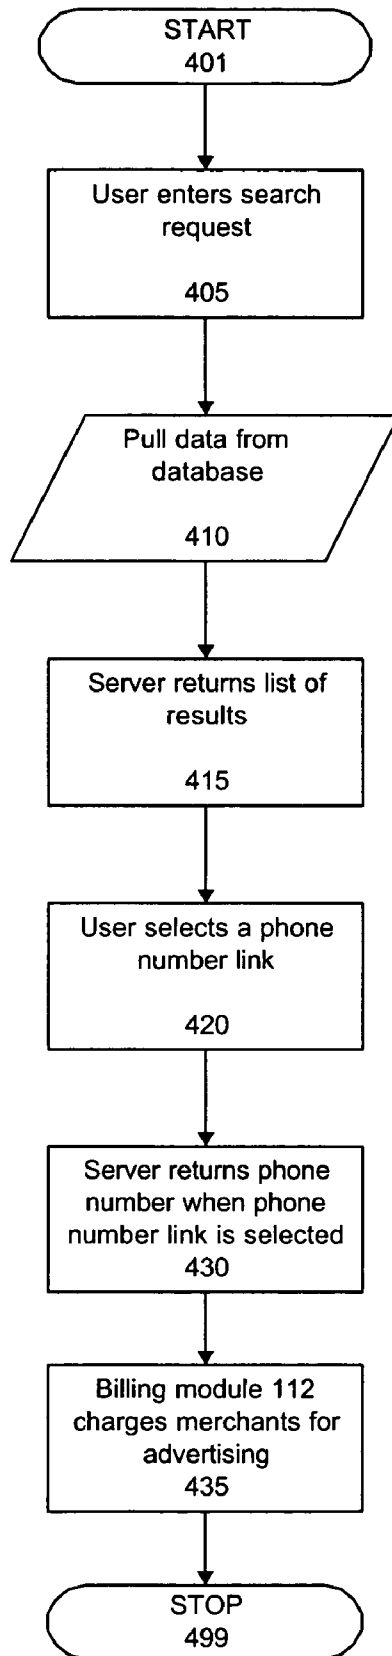 START
401
User enters search
request
405
Pull data from
database
410
Server returns list of
results
415
User selects a phone
number link
420
Server returns phone
number when phone
number link is selected
430
Billing module 112
charges merchants for
advertising
435
STOP
499